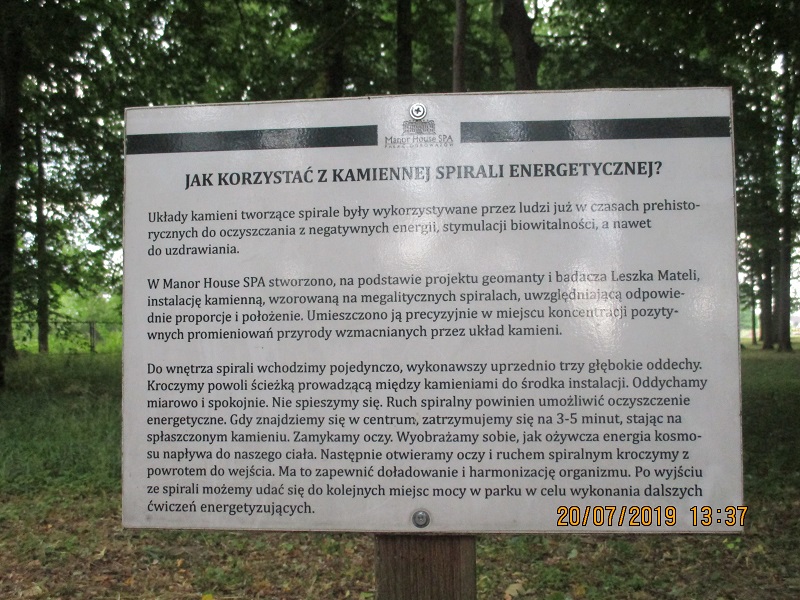 Manor House SPA
JAK KORZYSTAĆ Z KAMIENNEJ SPIRALI ENERGETYCZNEJ?
Układy kamieni tworzące spirale były wykorzystywane przez ludzi już w czasach prehisto-
rycznych do oczyszczania z negatywnych energii, stymulacji biowitalności, a nawet
do uzdrawiania.
W Manor House SPA stworzono, na podstawie projektu geomanty i badacza Leszka Mateli,
instalację kamienną, wzorowaną na megalitycznych spiralach, uwzględniającą odpowie-
dnie proporcje i położenie. Umieszczono ją precyzyjnie w miejscu koncentracji pozyty-
wnych promieniowań przyrody wzmacnianych przez układ kamieni.
Do wnętrza spirali wchodzimy pojedynczo, wykonawszy uprzednio trzy głębokie oddechy.
Kroczymy powoli ścieżką prowadzącą między kamieniami do środka instalacji. Oddychamy
miarowo i spokojnie. Nie spieszymy się. Ruch spiralny powinien umożliwić oczyszczenie
energetyczne. Gdy znajdziemy się w centrum, zatrzymujemy się na 3-5 minut, stając na
spłaszczonym kamieniu. Zamykamy oczy. Wyobrażamy sobie, jak ożywcza energia kosmo-
su napływa do naszego ciała. Następnie otwieramy oczy i ruchem spiralnym kroczymy z
powrotem do wejścia. Ma to zapewnić doładowanie i harmonizację organizmu. Po wyjściu
ze spirali możemy udać się do kolejnych miejsc mocy w parku w celu wykonania dalszych
ćwiczeń energetyzujących.
20/07/2019 13:37